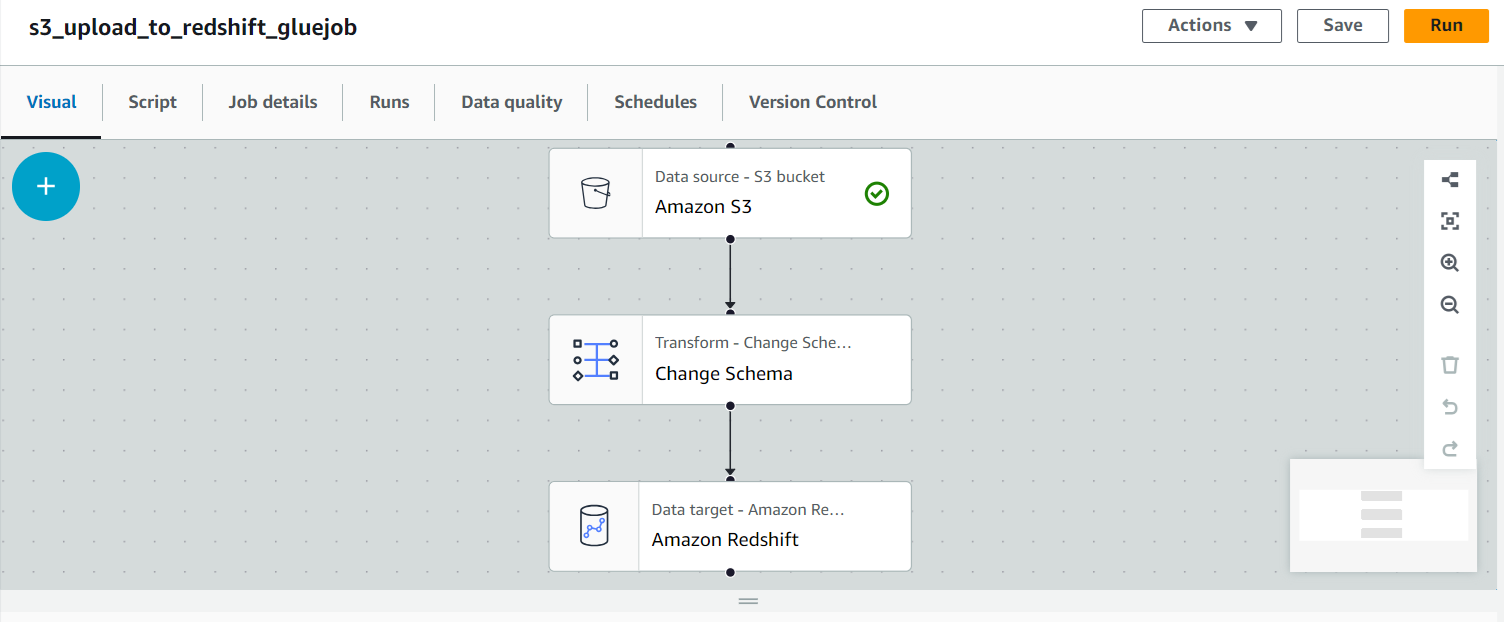 s3_upload_to_redshift_gluejob
Actions
Save
Run
Visual
Script
Job details
Runs
Data quality
Schedules
Version Control
Data source - S3 bucket
Amazon S3
Transform - Change Sche…
Change Schema
Data target - Amazon Re…
Amazon Redshift